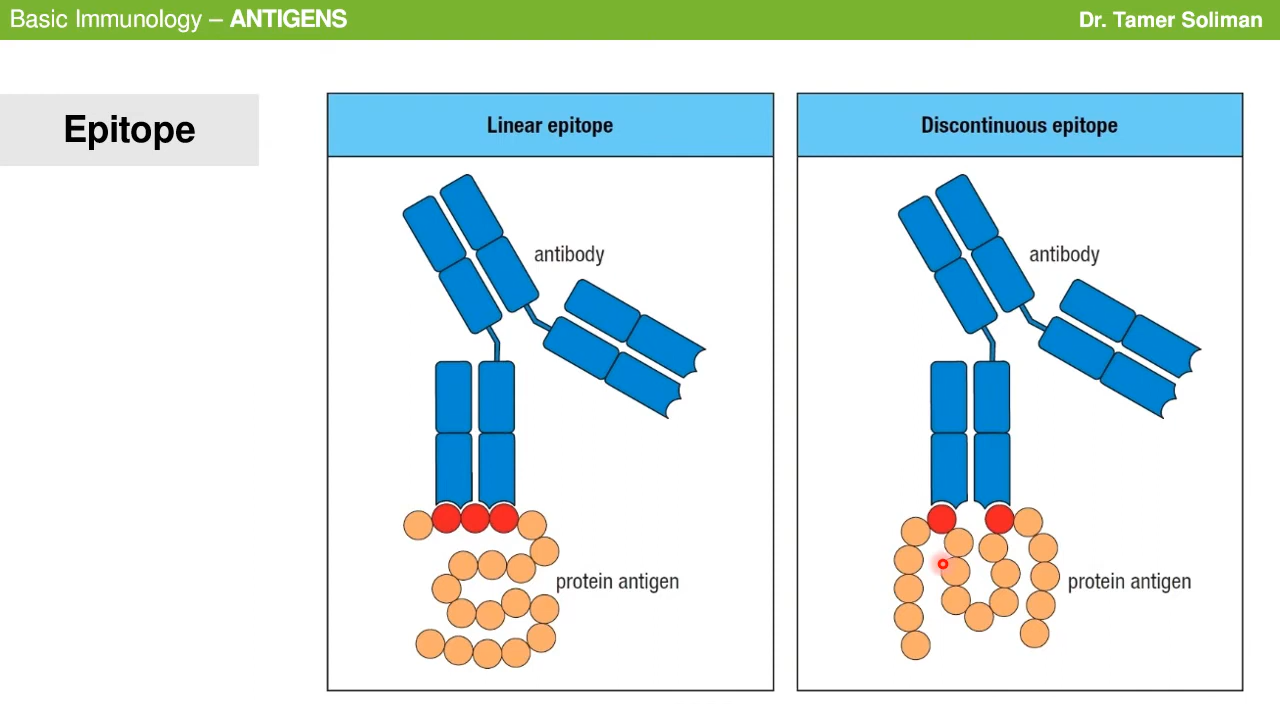 Basic Immunology – ANTIGENS
Dr. Tamer Soliman
Epitope
Linear epitope
antibody
protein antigen
Discontinuous epitope
antibody
protein antigen